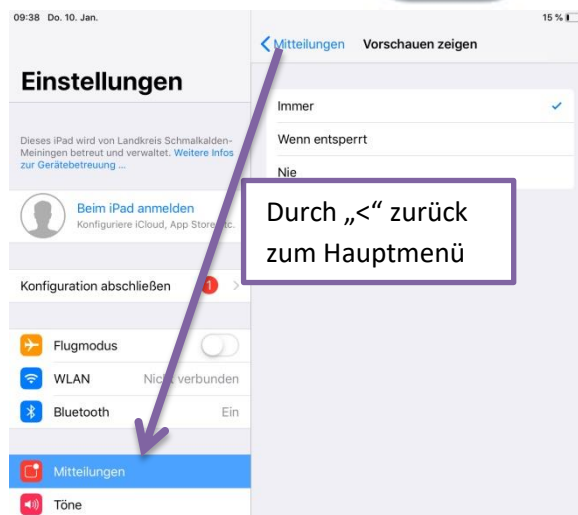 09:38 Do. 10. Jan.
15 %
Einstellungen
Dieses iPad wird von Landkreis Schmalkalden-
Meiningen betreut und verwaltet. Weitere Infos
zur Gerätebetreuung ...
Beim iPad anmelden
Konfiguriere iCloud, App Store
Konfiguration abschließen 1 >
Flugmodus
WLAN Nicht verbunden
Bluetooth Ein
Mitteilungen
Töne
< Mitteilungen Vorschauen zeigen
Immer ✓
Wenn entsperrt
Nie
Durch „<“ zurück
zum Hauptmenü